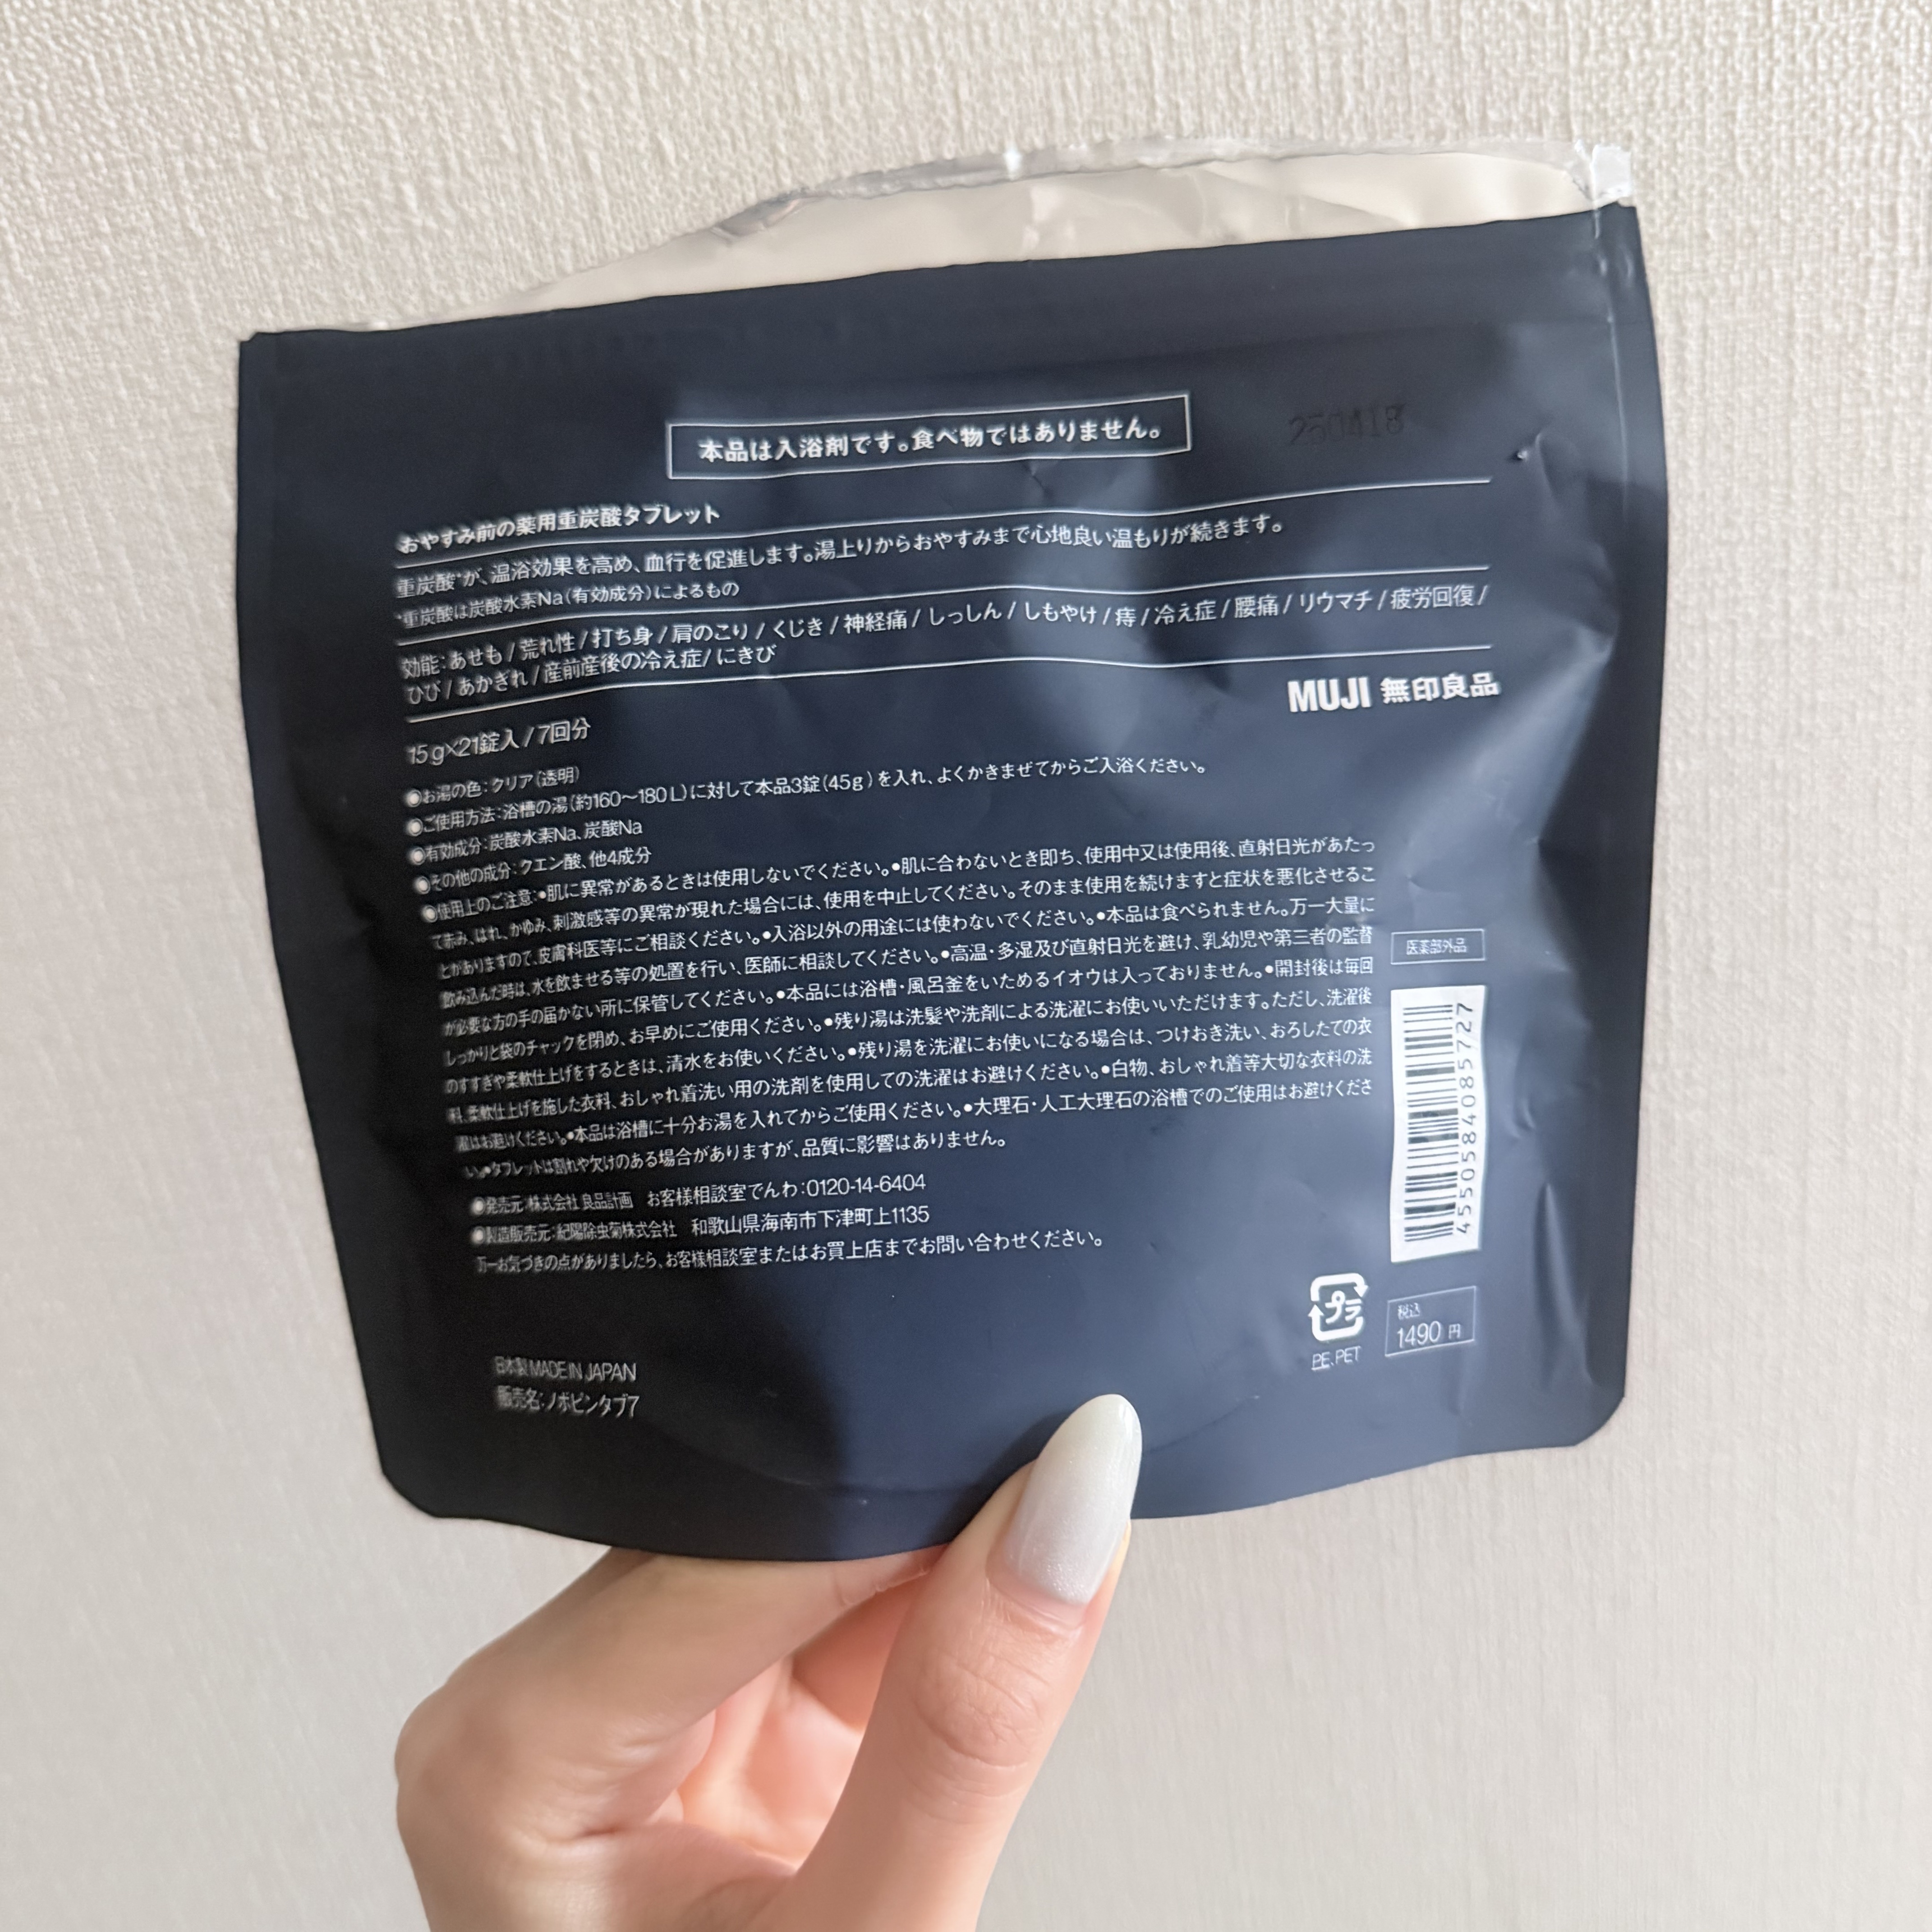 本品は入浴剤です。食べ物ではありません。
250418
おやすみ前の薬用重炭酸タブレット
重炭酸*が、温浴効果を高め、血行を促進します。湯上りからおやすみまで心地良い温もりが続きます。
*重炭酸は炭酸水素Na(有効成分)によるもの
効能:あせも/荒れ性/打ち身/肩のこり/くじき/神経痛/しっしん/しもやけ/痔/冷え症/腰痛/リウマチ/疲労回復/
ひび/あかぎれ/産前産後の冷え症/にきび
MUJI 無印良品
15g×21錠入/7回分
◉お湯の色:クリア(透明)
◉ご使用方法:浴槽の湯(約160〜180L)に対して本品3錠(45g)を入れ、よくかきまぜてからご入浴ください。
◉有効成分:炭酸水素Na、炭酸Na
◉その他の成分:クエン酸、他4成分
◉使用上のご注意:●肌に異常があるときは使用しないでください。●肌に合わないとき即ち、使用中又は使用後、直射日光があたっ
て赤み、はれ、かゆみ、刺激感等の異常が現れた場合には、使用を中止してください。そのまま使用を続けますと症状を悪化させるこ
とがありますので、皮膚科医等にご相談ください。●入浴以外の用途には使わないでください。●本品は食べられません。万一大量に
飲み込んだ時は、水を飲ませる等の処置を行い、医師に相談してください。●高温・多湿及び直射日光を避け、乳幼児や第三者の監督
が必要な方の手の届かない所に保管してください。●本品には浴槽・風呂釜をいためるイオウは入っておりません。●開封後は毎回
しっかりと袋のチャックを閉め、お早めにご使用ください。●残り湯は洗髪や洗剤による洗濯にお使いいただけます。ただし、洗濯後
のすすぎや柔軟仕上げをするときは、清水をお使いください。●残り湯を洗濯にお使いになる場合は、つけおき洗い、おろしたての衣
料、柔軟仕上げを施した衣料、おしゃれ着洗い用の洗剤を使用しての洗濯はお避けください。●白物、おしゃれ着等大切な衣料の洗
濯はお避けください。●本品は浴槽に十分お湯を入れてからご使用ください。●大理石・人工大理石の浴槽でのご使用はお避けくださ
い。●タブレットは割れや欠けのある場合がありますが、品質に影響はありません。
◉発売元:株式会社 良品計画 お客様相談室でんわ:0120-14-6404
◉製造販売元:紀陽除虫菊株式会社 和歌山県海南市下津町上1135
万一お気づきの点がありましたら、お客様相談室またはお買上店までお問い合わせください。
医薬部外品
4550584085727
プラ
PE、PET
税込
1490円
日本製 MADE IN JAPAN
販売名:ノボピンタブ7